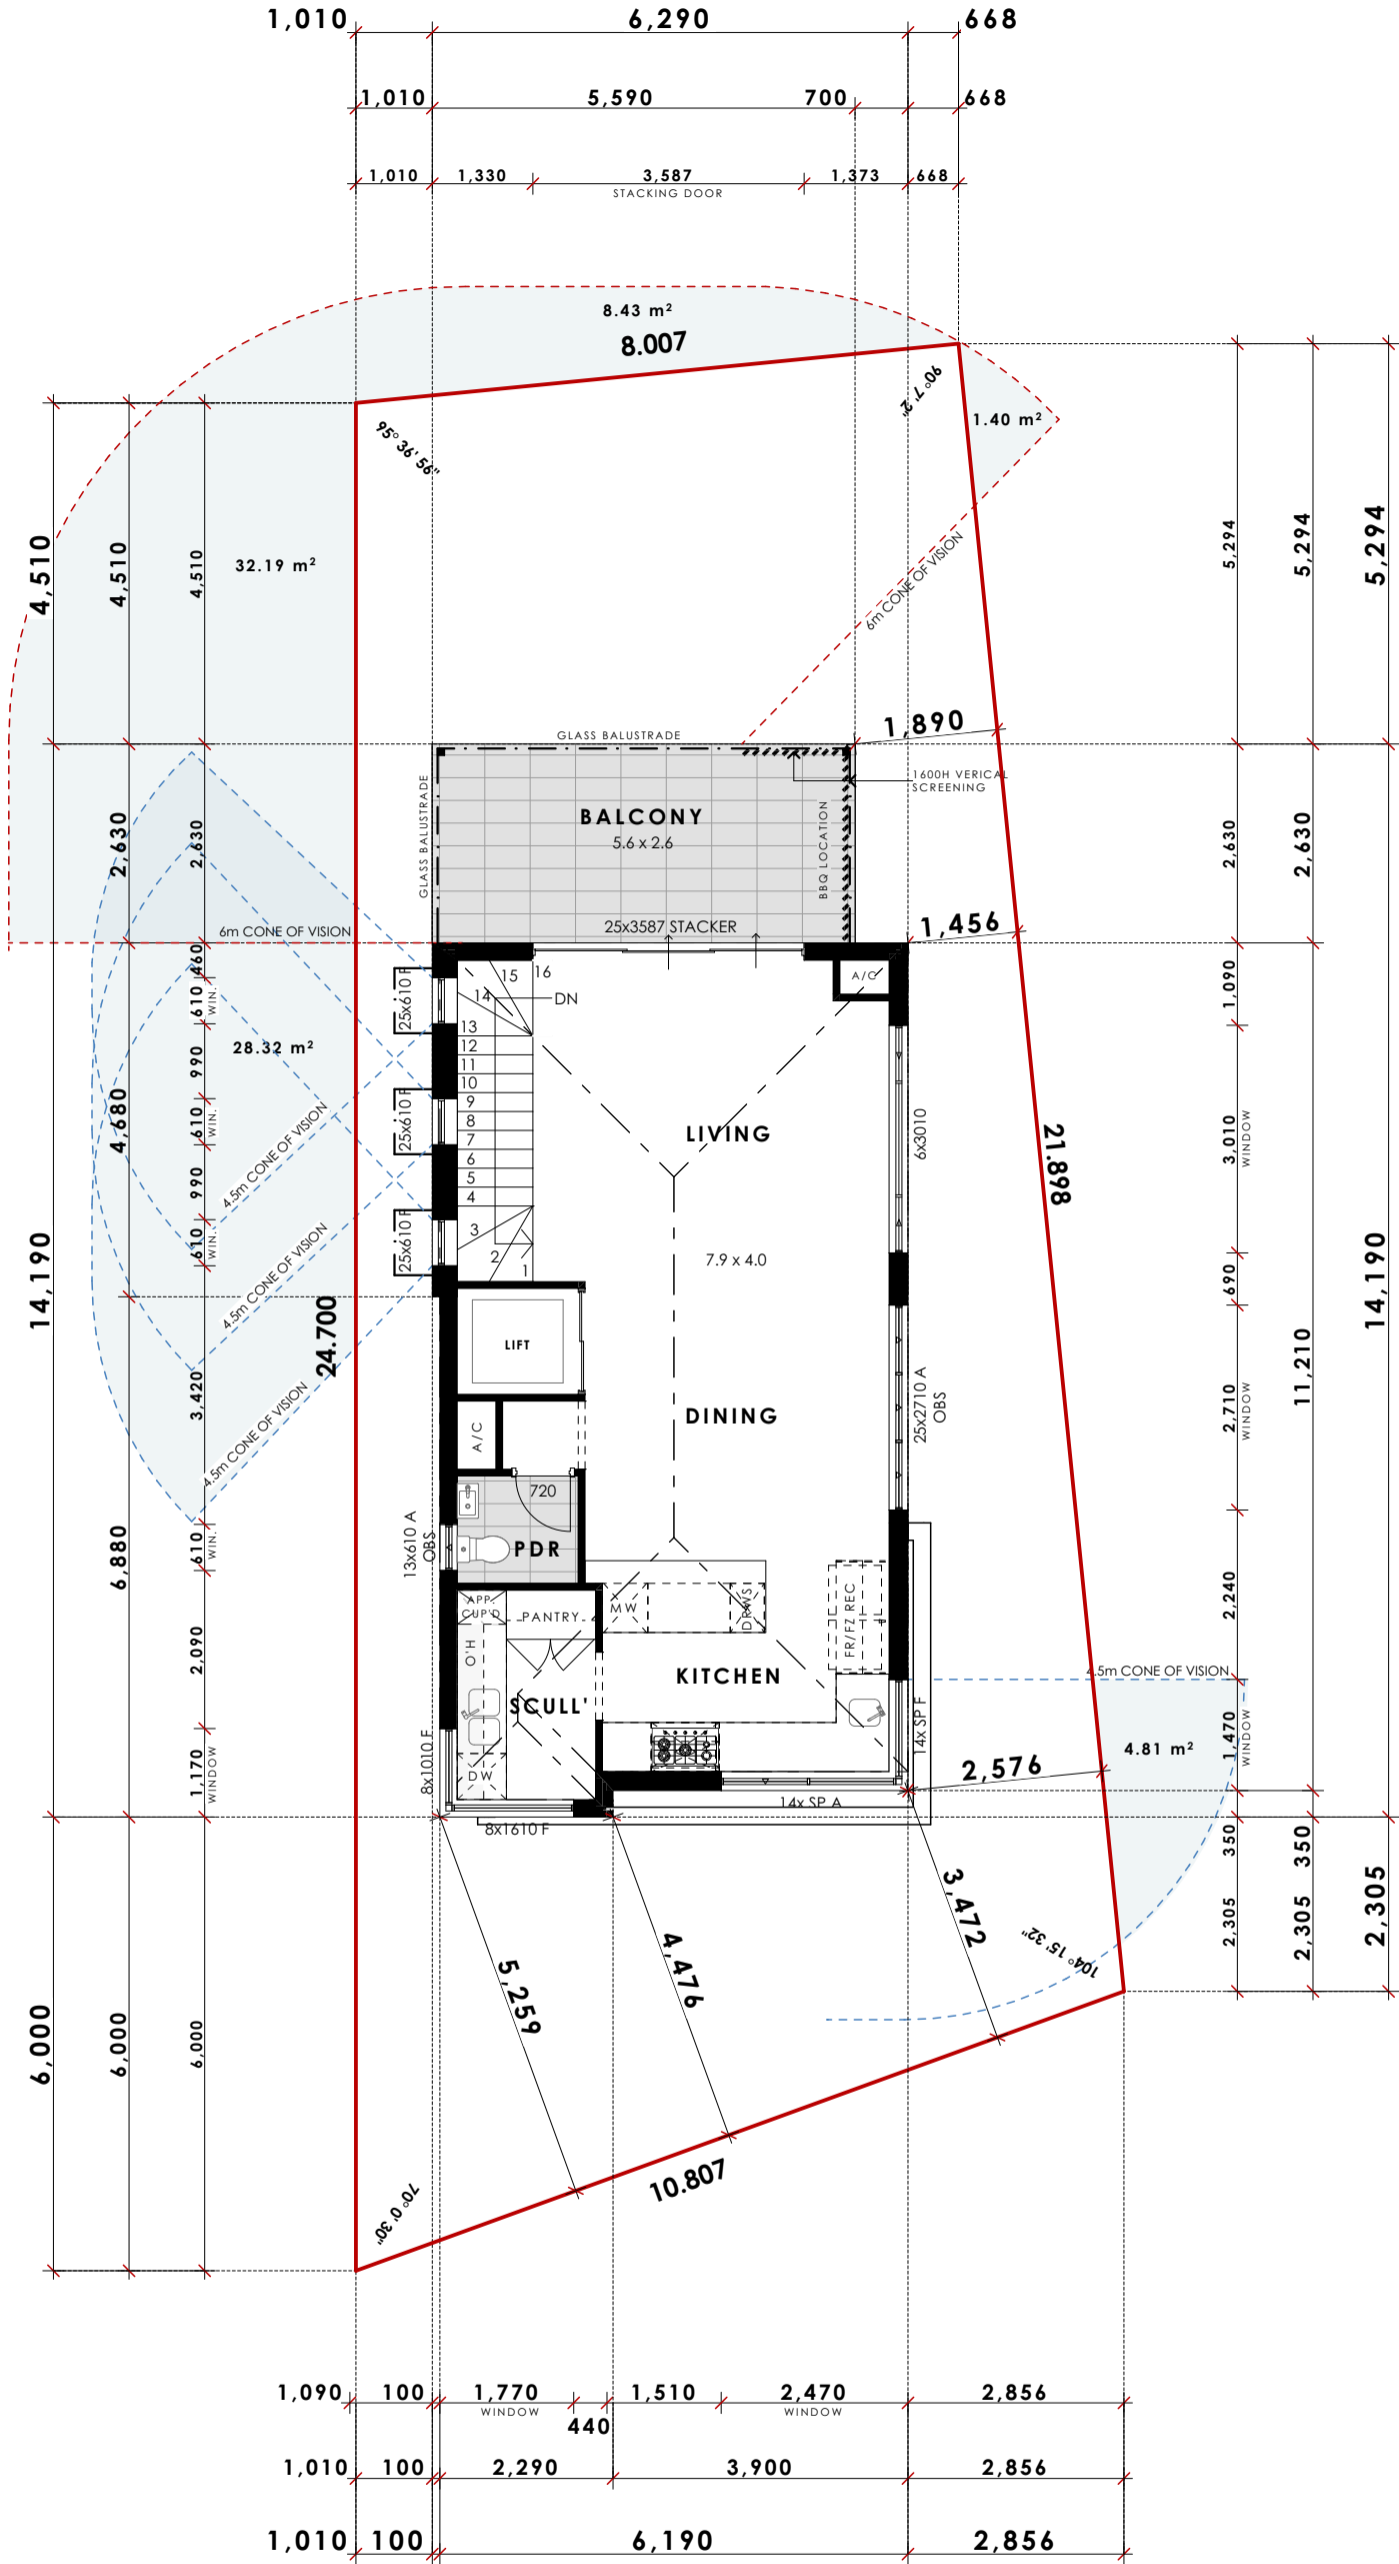 1,010 6,290 668
1,010 5,590 700 668
1,010 1,330 3,587 1,373 668
STACKING DOOR
8.43 m²
8.007
90° 7' 2"
1.40 m²
95° 36' 56"
32.19 m²
6m CONE OF VISION
4,510 4,510 4,510
5,294 5,294 5,294
1,890
GLASS BALUSTRADE
1600H VERICAL
SCREENING
GLASS BALUSTRADE
BALCONY
5.6 x 2.6
BBQ LOCATION
2,630 2,630
2,630 2,630
25x3587 STACKER
1,456
6m CONE OF VISION
460
610
WIN.
25x610 F
15 16
14 DN
A/C
1,090
28.32 m²
990
13
12
11
10
9
8
7
6
5
4
3
2
1
4,680
610
WIN.
25x610 F
4.5m CONE OF VISION
LIVING
6x3010
21.898
3,010
WINDOW
990
610
WIN.
25x610 F
4.5m CONE OF VISION
7.9 x 4.0
690
14,190
14,190
24.700
LIFT
11,210
3,420
4.5m CONE OF VISION
A/C
DINING
25x2710 A
OBS
2,710
WINDOW
720
PDR
13x610 A
OBS
610
WIN.
6,880
2,240
APP.
CUP'D
PANTRY
MW
DRWS
FR/FZ REC
O'H
2,090
KITCHEN
SCULL'
4.5m CONE OF VISION
14x SP F
1,470
WINDOW
4.81 m²
8x1010 F
1,170
WINDOW
DW
2,576
14x SP A
8x1610 F
350 350
3,472
104° 15' 32"
2,305 2,305 2,305
4,476
5,259
6,000 6,000 6,000
10.807
70° 0' 30"
1,090 100 1,770 1,510 2,470 2,856
WINDOW WINDOW
440
1,010 100 2,290 3,900 2,856
1,010 100 6,190 2,856